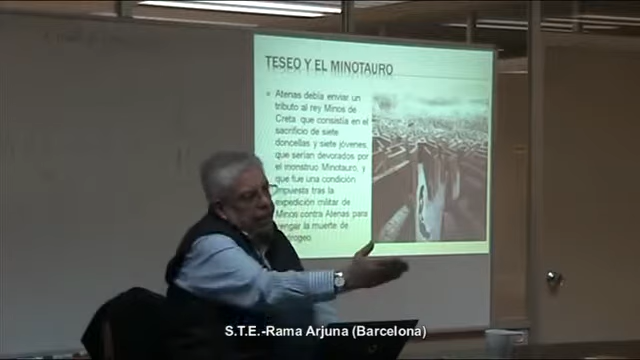 TESEO Y EL MINOTAURO
Atenas debía enviar un
tributo al rey Minos de
Creta que consistía en el
sacrificio de siete
doncellas y siete jóvenes,
que serían devorados por
el monstruo Minotauro, y
que fue una condición
impuesta tras la
expedición militar de
Minos contra Atenas para
vengar la muerte de
S.T.E.-Rama Arjuna (Barcelona)